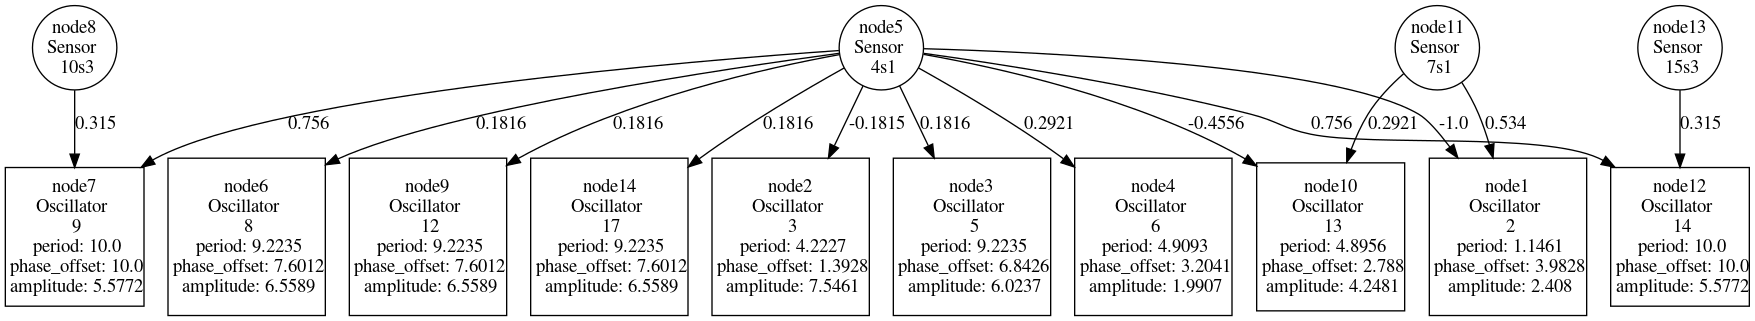 node8
Sensor
10s3
node5
Sensor
4s1
node11
Sensor
7s1
node13
Sensor
15s3
0.315
0.756
0.1816
0.1816
0.1816
-0.1815
0.1816
0.2921
-0.4556
0.2921
0.756
-1.0
0.534
0.315
node7
Oscillator
9
period: 10.0
phase_offset: 10.0
amplitude: 5.5772
node6
Oscillator
8
period: 9.2235
phase_offset: 7.6012
amplitude: 6.5589
node9
Oscillator
12
period: 9.2235
phase_offset: 7.6012
amplitude: 6.5589
node14
Oscillator
17
period: 9.2235
phase_offset: 7.6012
amplitude: 6.5589
node2
Oscillator
3
period: 4.2227
phase_offset: 1.3928
amplitude: 7.5461
node3
Oscillator
5
period: 9.2235
phase_offset: 6.8426
amplitude: 6.0237
node4
Oscillator
6
period: 4.9093
phase_offset: 3.2041
amplitude: 1.9907
node10
Oscillator
13
period: 4.8956
phase_offset: 2.788
amplitude: 4.2481
node1
Oscillator
2
period: 1.1461
phase_offset: 3.9828
amplitude: 2.408
node12
Oscillator
14
period: 10.0
phase_offset: 10.0
amplitude: 5.5772